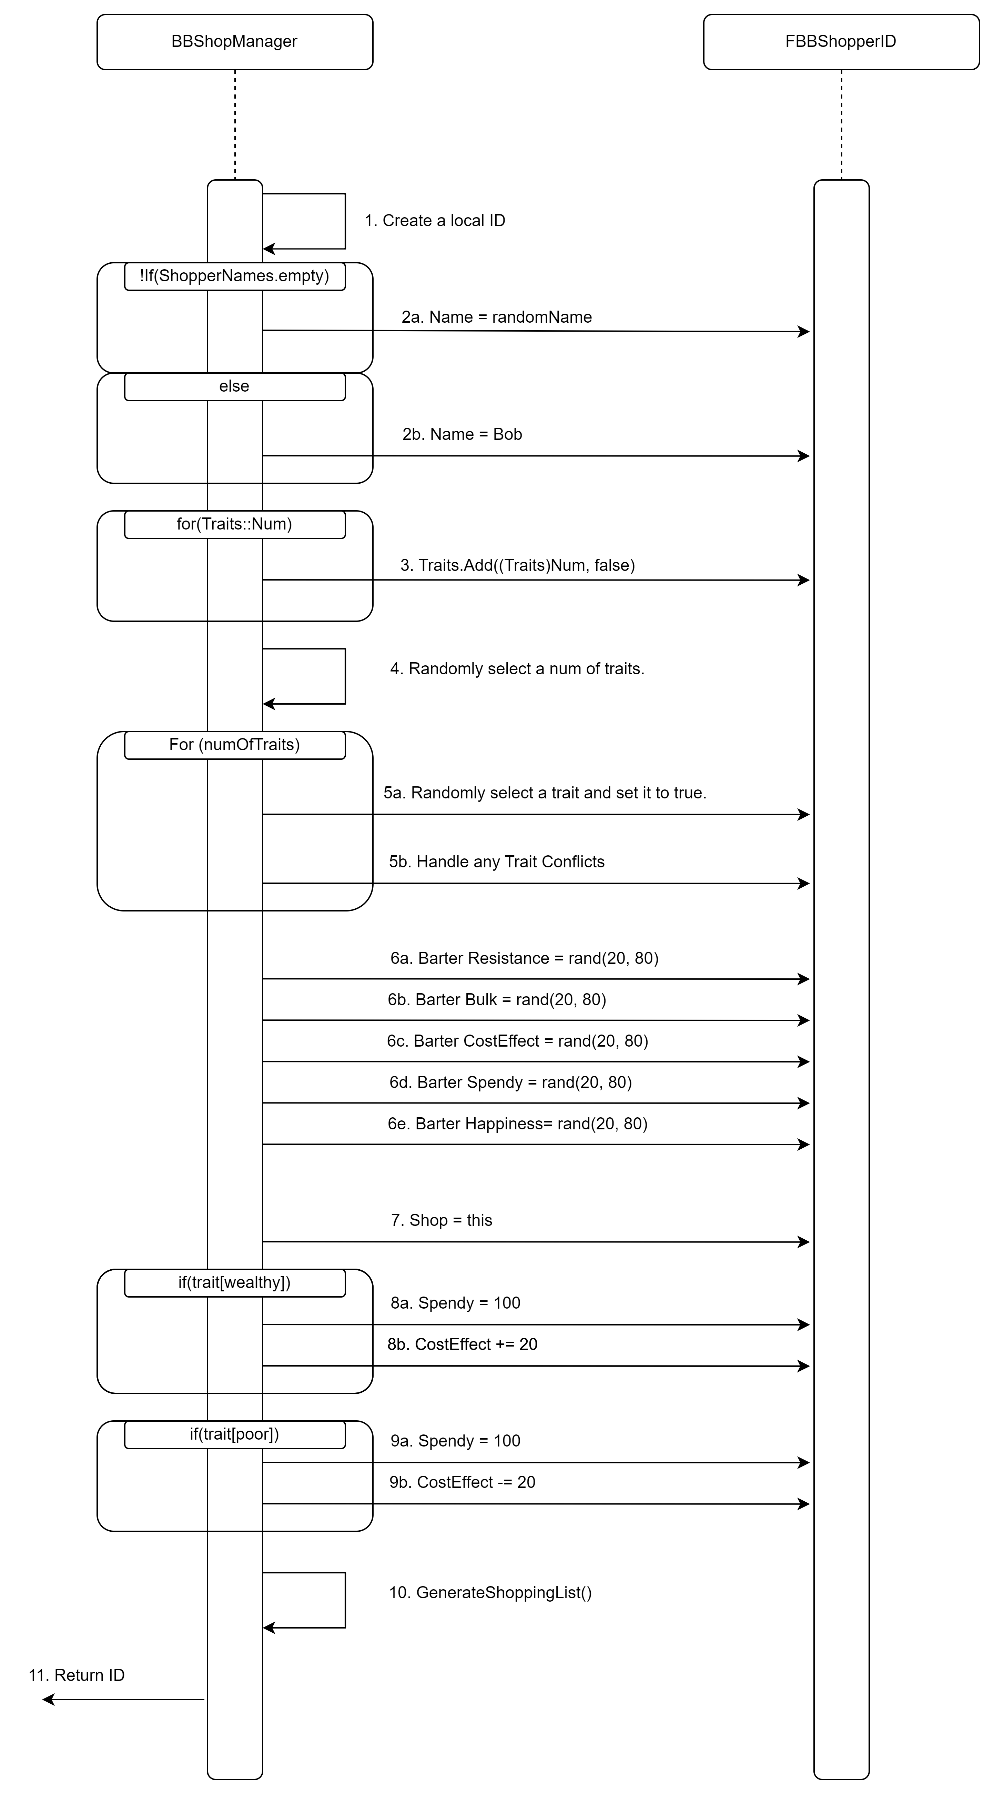 BBShopManager
FBBShopperID
1. Create a local ID
!If(ShopperNames.empty)
2a. Name = randomName
else
2b. Name = Bob
for(Traits::Num)
3. Traits.Add((Traits)Num, false)
4. Randomly select a num of traits.
For (numOfTraits)
5a. Randomly select a trait and set it to true.
5b. Handle any Trait Conflicts
6a. Barter Resistance = rand(20, 80)
6b. Barter Bulk = rand(20, 80)
6c. Barter CostEffect = rand(20, 80)
6d. Barter Spendy = rand(20, 80)
6e. Barter Happiness= rand(20, 80)
7. Shop = this
if(trait[wealthy])
8a. Spendy = 100
8b. CostEffect += 20
if(trait[poor])
9a. Spendy = 100
9b. CostEffect -= 20
10. GenerateShoppingList()
11. Return ID